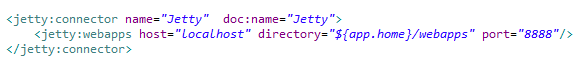 <jetty:connector name="Jetty"  doc:name="Jetty">
    <jetty:webapps host="localhost" directory="${app.home}/webapps" port="8888"/>
</jetty:connector>